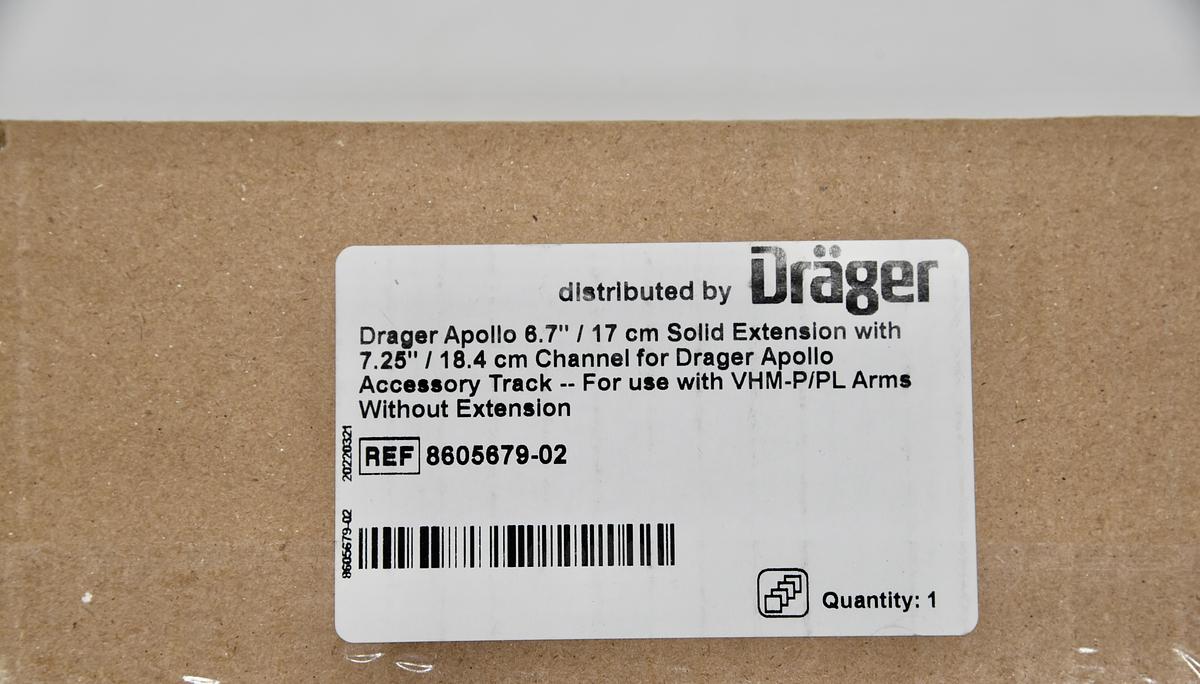 distributed by Dräger
Drager Apollo 6.7" / 17 cm Solid Extension with
7.25" / 18.4 cm Channel for Drager Apollo
Accessory Track -- For use with VHM-P/PL Arms
Without Extension
REF 8605679-02
Quantity: 1
8605679-02 20220321